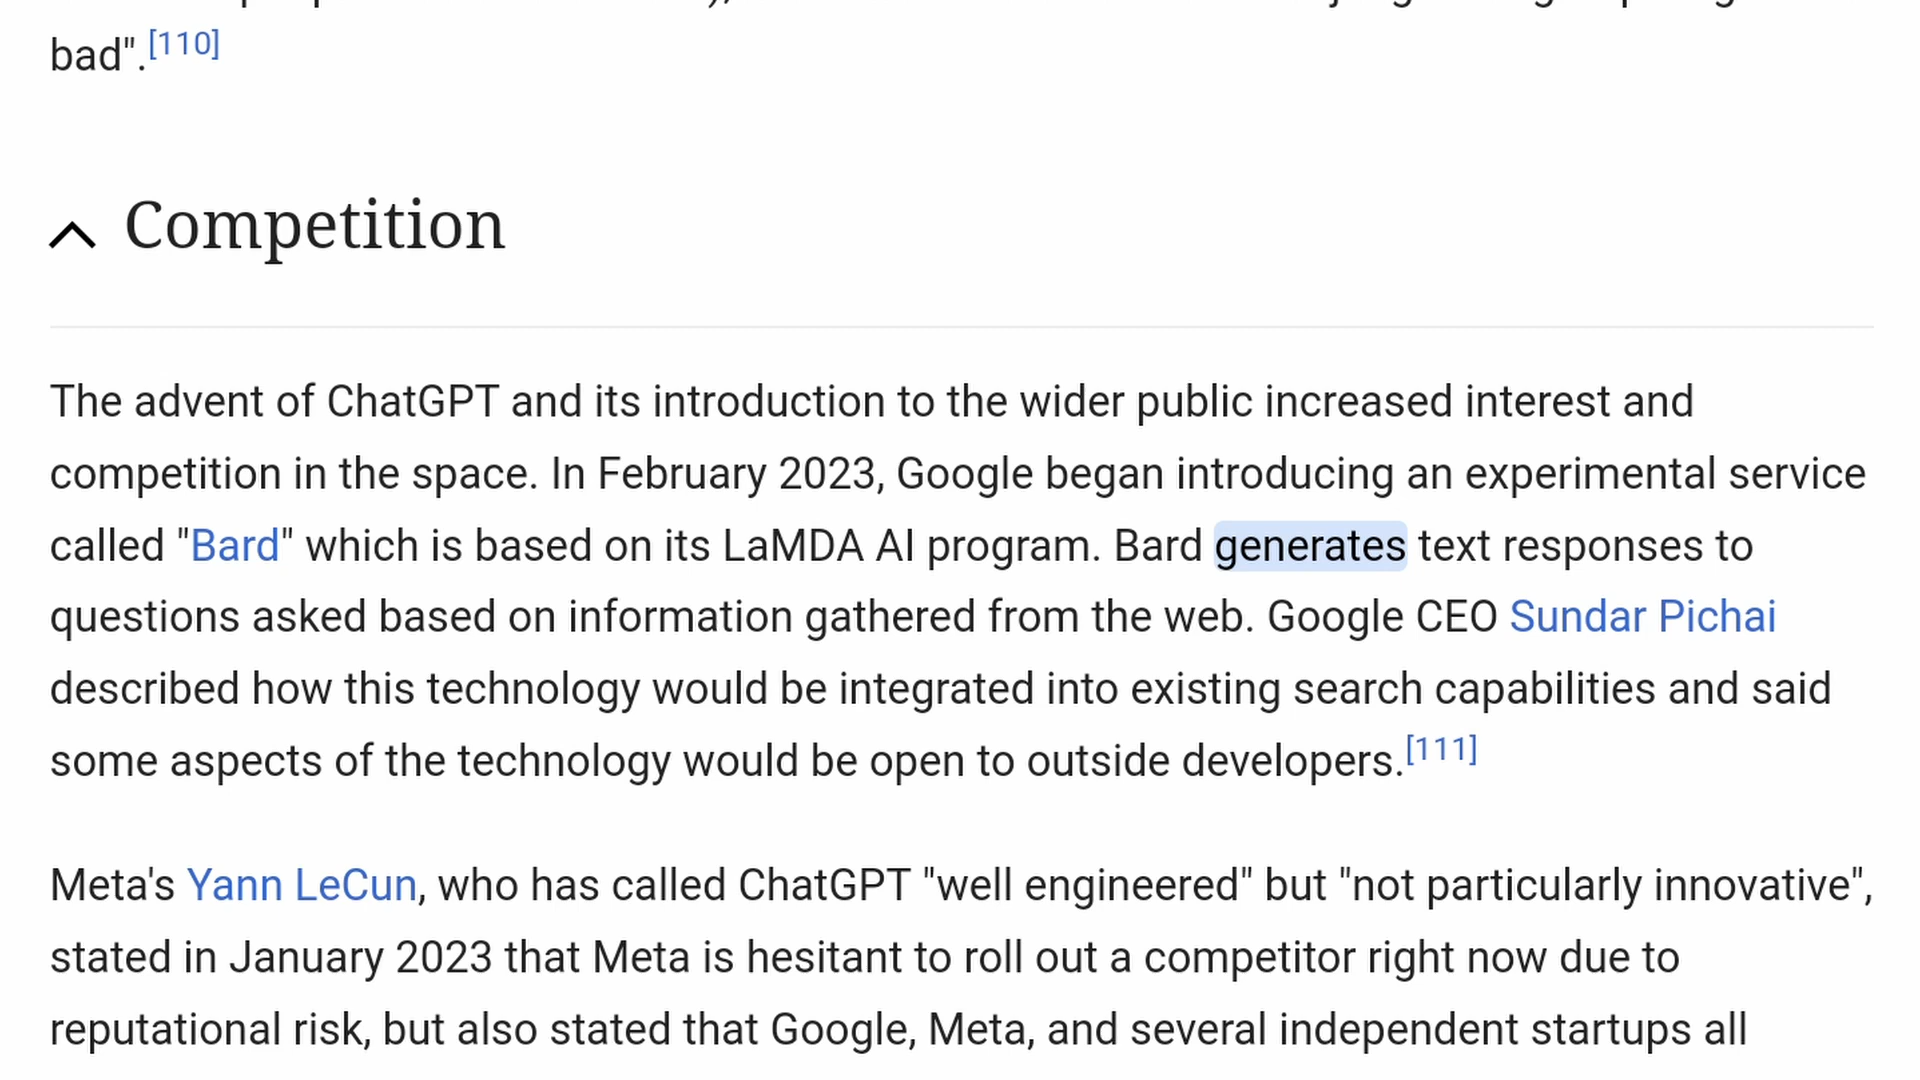 bad".[110]
Competition
The advent of ChatGPT and its introduction to the wider public increased interest and
competition in the space. In February 2023, Google began introducing an experimental service
called "Bard" which is based on its LaMDA AI program. Bard generates text responses to
questions asked based on information gathered from the web. Google CEO Sundar Pichai
described how this technology would be integrated into existing search capabilities and said
some aspects of the technology would be open to outside developers.[111]
Meta's Yann LeCun, who has called ChatGPT "well engineered" but "not particularly innovative",
stated in January 2023 that Meta is hesitant to roll out a competitor right now due to
reputational risk, but also stated that Google, Meta, and several independent startups all